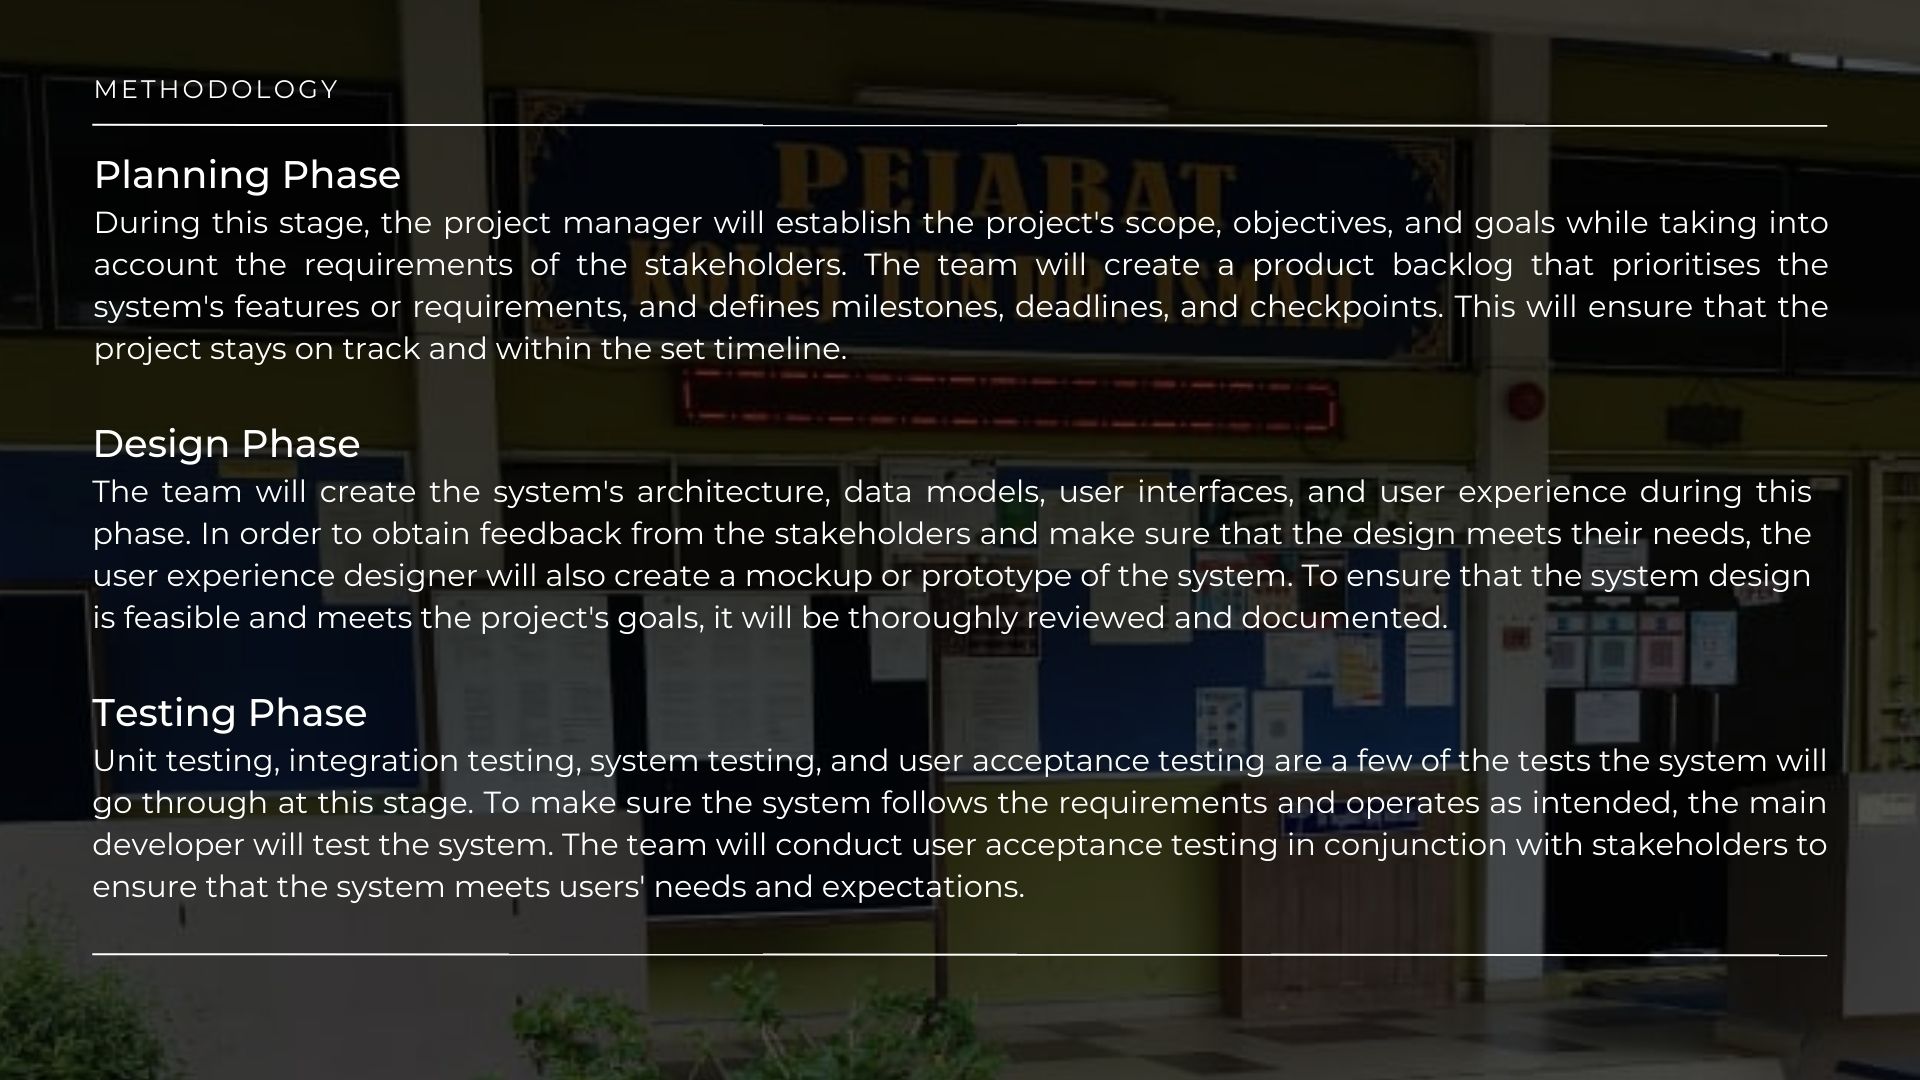 METHODOLOGY
PEJABAT
Planning Phase
During this stage, the project manager will establish the project's scope, objectives, and goals while taking into
account the requirements of the stakeholders. The team will create a product backlog that prioritises the
system's features or requirements, and defines milestones, deadlines, and checkpoints. This will ensure that the
project stays on track and within the set timeline.
Design Phase
The team will create the system's architecture, data models, user interfaces, and user experience during this
phase. In order to obtain feedback from the stakeholders and make sure that the design meets their needs, the
user experience designer will also create a mockup or prototype of the system. To ensure that the system design
is feasible and meets the project's goals, it will be thoroughly reviewed and documented.
Testing Phase
Unit testing, integration testing, system testing, and user acceptance testing are a few of the tests the system will
go through at this stage. To make sure the system follows the requirements and operates as intended, the main
developer will test the system. The team will conduct user acceptance testing in conjunction with stakeholders to
ensure that the system meets users' needs and expectations.